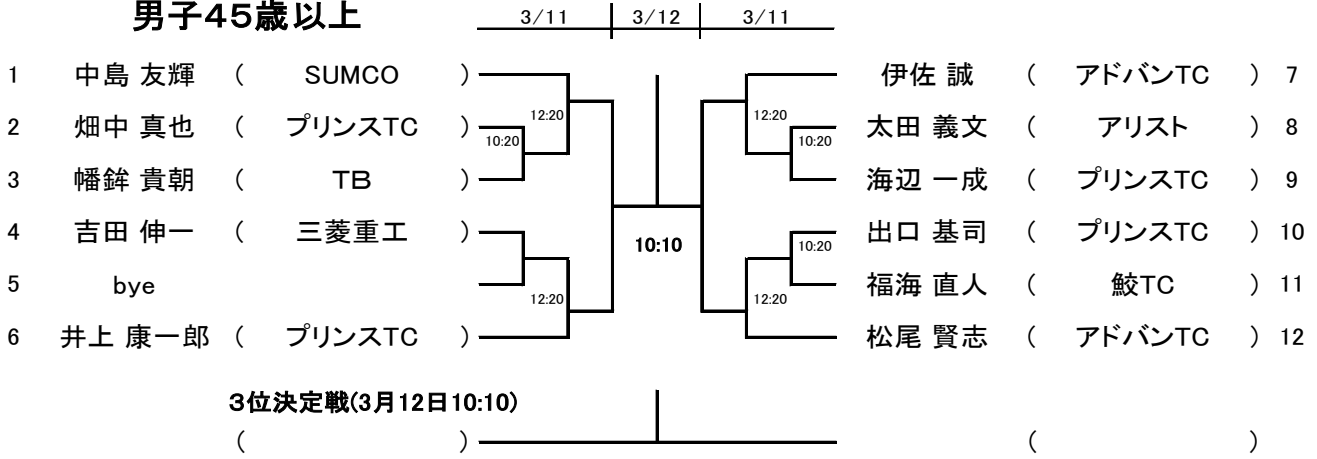 男子45歳以上
3/11 3/12 3/11
1 中島 友輝 ( SUMCO ) 伊佐 誠 ( アドバンTC ) 7
12:20 12:20
2 畑中 真也 ( プリンスTC ) 太田 義文 ( アリスト ) 8
10:20 10:20
3 幡鉾 貴朝 ( TB ) 海辺 一成 ( プリンスTC ) 9
4 吉田 伸一 ( 三菱重工 ) 出口 基司 ( プリンスTC ) 10
10:10 10:20
5 bye 福海 直人 ( 鮫TC ) 11
12:20 12:20
6 井上 康一郎 ( プリンスTC ) 松尾 賢志 ( アドバンTC ) 12
3位決定戦(3月12日10:10)
( ) ( )